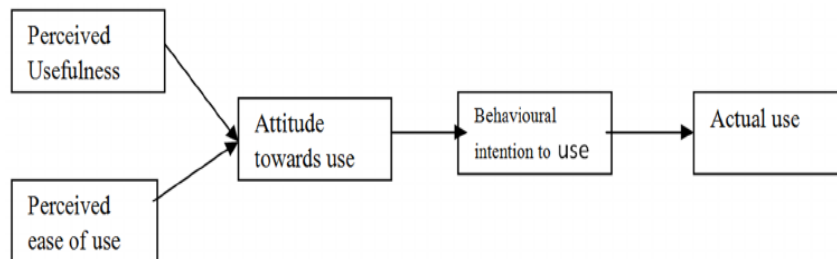 Perceived
Usefulness
Attitude
towards use
Behavioural
intention to use
Actual use
Perceived
ease of use